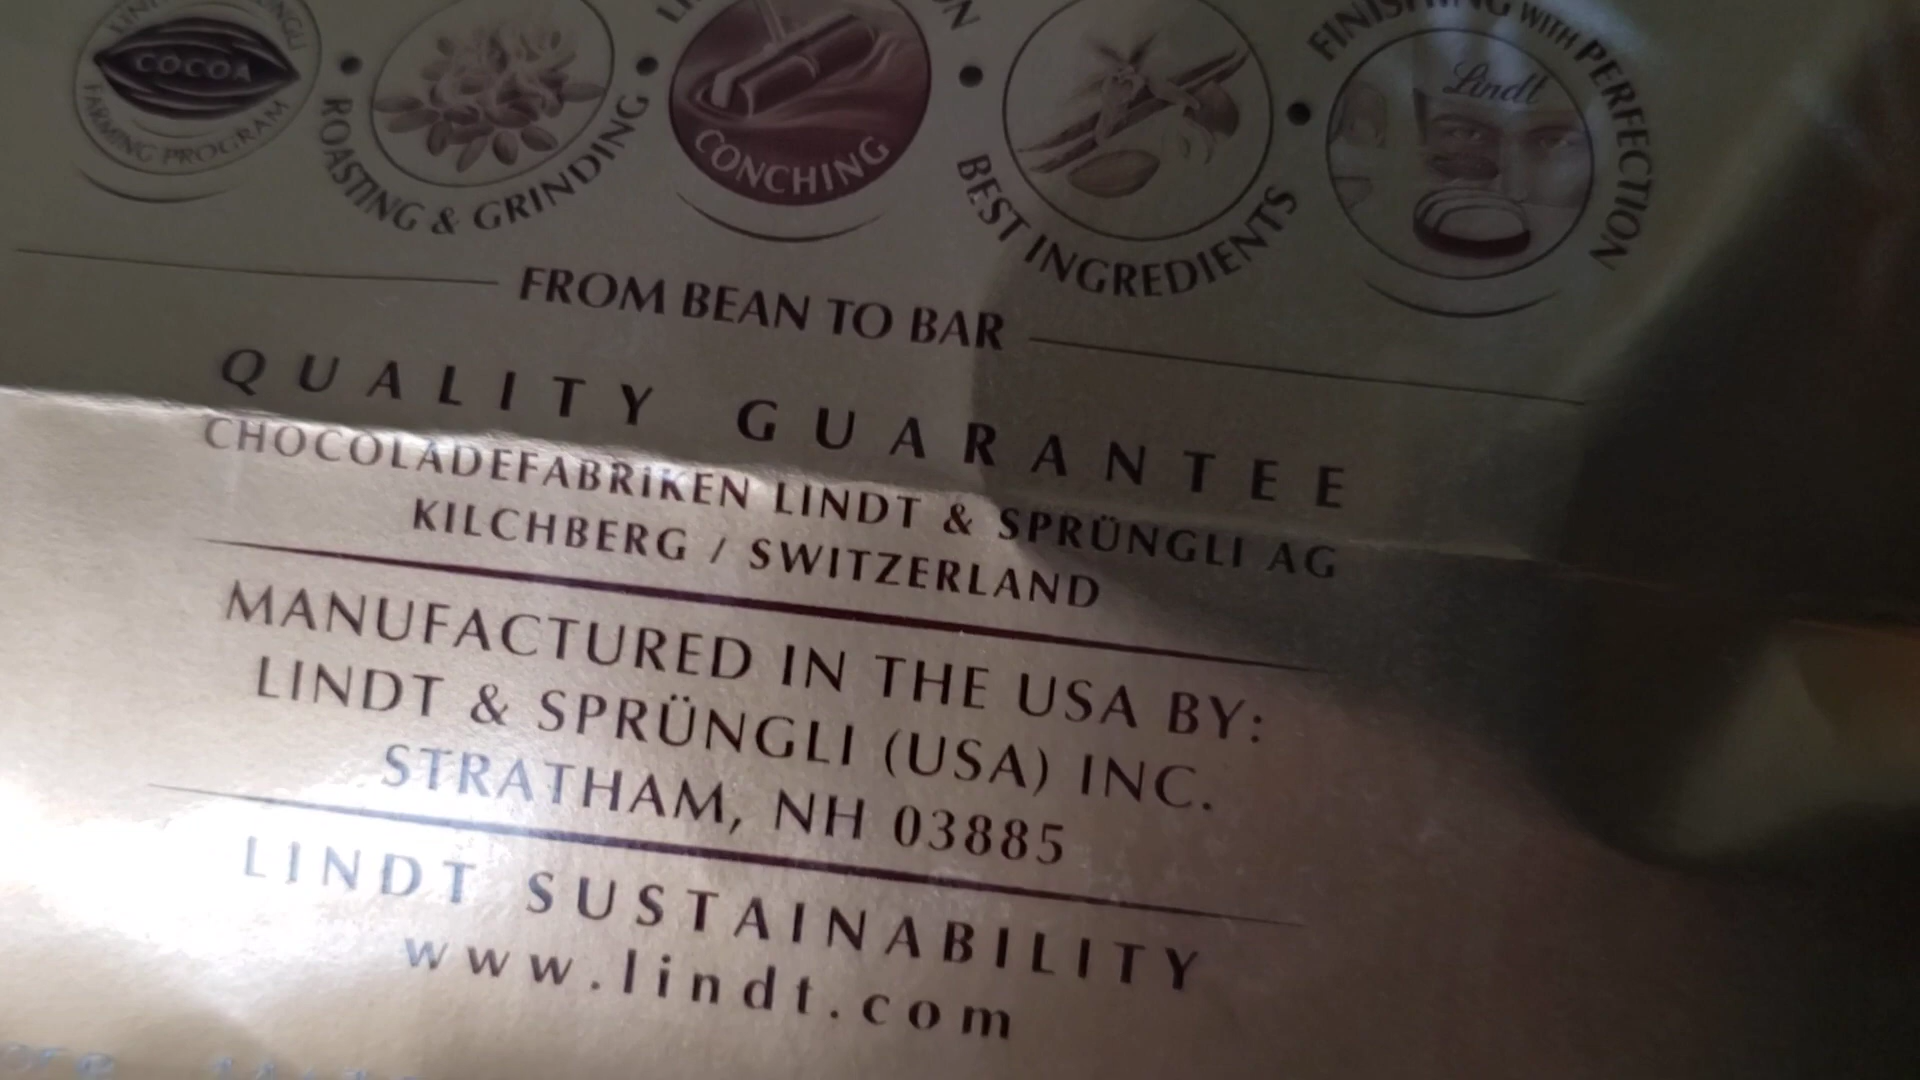 COCOA
FARMING PROGRAM
ROASTING & GRINDING
CONCHING
BEST INGREDIENTS
FINISHING WITH PERFECTION
Lindt
FROM BEAN TO BAR
QUALITY GUARANTEE
CHOCOLADEFABRIKEN LINDT & SPRÜNGLI AG
KILCHBERG / SWITZERLAND
MANUFACTURED IN THE USA BY:
LINDT & SPRÜNGLI (USA) INC.
STRATHAM, NH 03885
LINDT SUSTAINABILITY
www.lindt.com